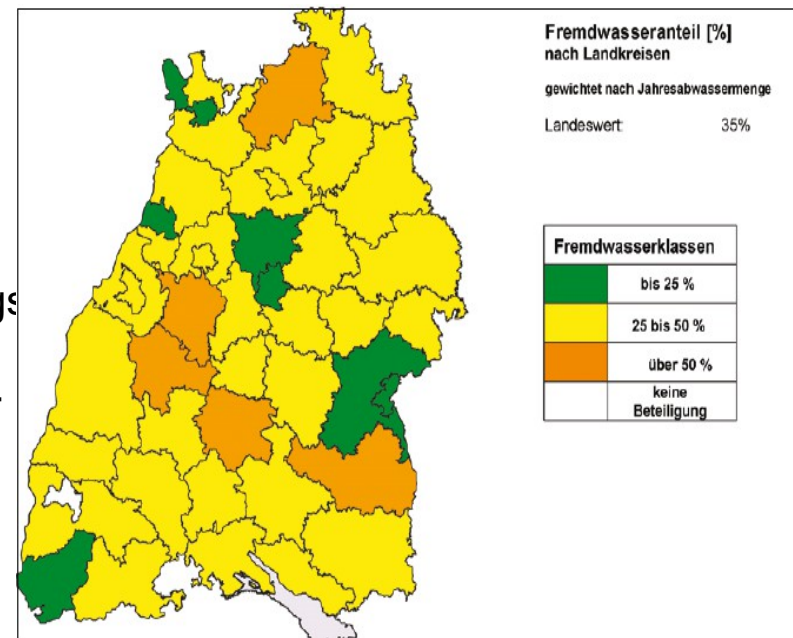 Fremdwasseranteil [%]
nach Landkreisen
gewichtet nach Jahresabwassermenge
Landeswert: 35%
Fremdwasserklassen
bis 25 %
25 bis 50 %
über 50 %
keine
Beteiligung